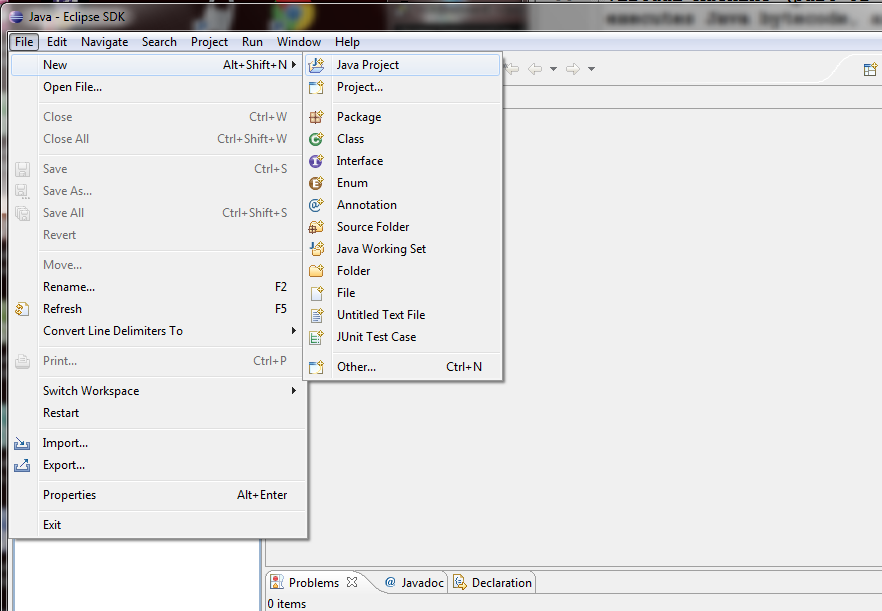 Java - Eclipse SDK
executes Java bytecode, a
File Edit Navigate Search Project Run Window Help
New Alt+Shift+N
Open File...
Close Ctrl+W
Close All Ctrl+Shift+W
Save Ctrl+S
Save As...
Save All Ctrl+Shift+S
Revert
Move...
Rename... F2
Refresh F5
Convert Line Delimiters To
Print... Ctrl+P
Switch Workspace
Restart
Import...
Export...
Properties Alt+Enter
Exit
Java Project
Project...
Package
Class
Interface
Enum
Annotation
Source Folder
Java Working Set
Folder
File
Untitled Text File
JUnit Test Case
Other... Ctrl+N
Problems @ Javadoc Declaration
0 items